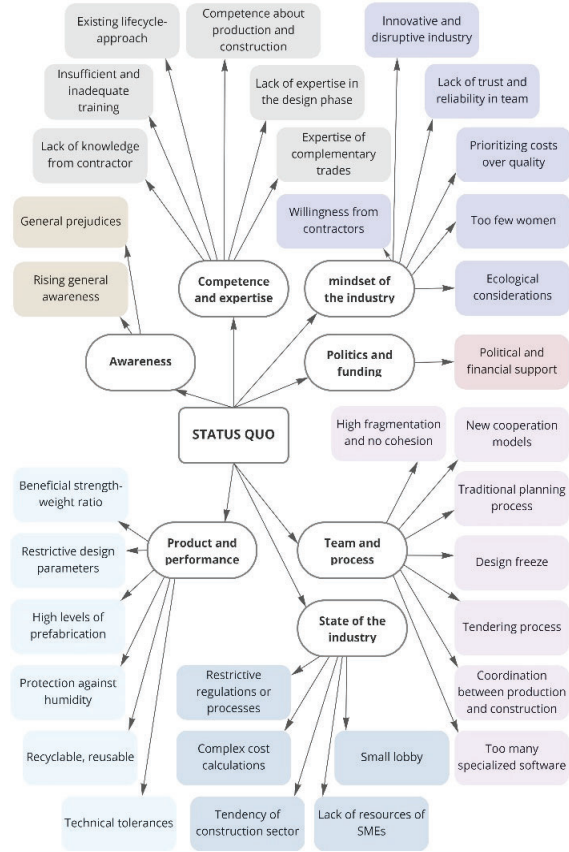 Existing lifecycle-
approach
Competence about
production and
construction
Innovative and
disruptive industry
Insufficient and
inadequate
training
Lack of expertise in
the design phase
Lack of trust and
reliability in team
Lack of knowledge
from contractor
Expertise of
complementary
trades
Prioritizing costs
over quality
General prejudices
Willingness from
contractors
Too few women
Rising general
awareness
Competence
and expertise
mindset of
the industry
Ecological
considerations
Awareness
Politics and
funding
Political and
financial support
STATUS QUO
High fragmentation
and no cohesion
New cooperation
models
Beneficial strength-
weight ratio
Traditional planning
process
Product and
performance
Team and
process
Restrictive design
parameters
Design freeze
High levels of
prefabrication
State of the
industry
Tendering process
Protection against
humidity
Restrictive
regulations or
processes
Coordination
between production
and construction
Recyclable, reusable
Complex cost
calculations
Small lobby
Too many
specialized software
Technical tolerances
Tendency of
construction sector
Lack of resources of
SMEs